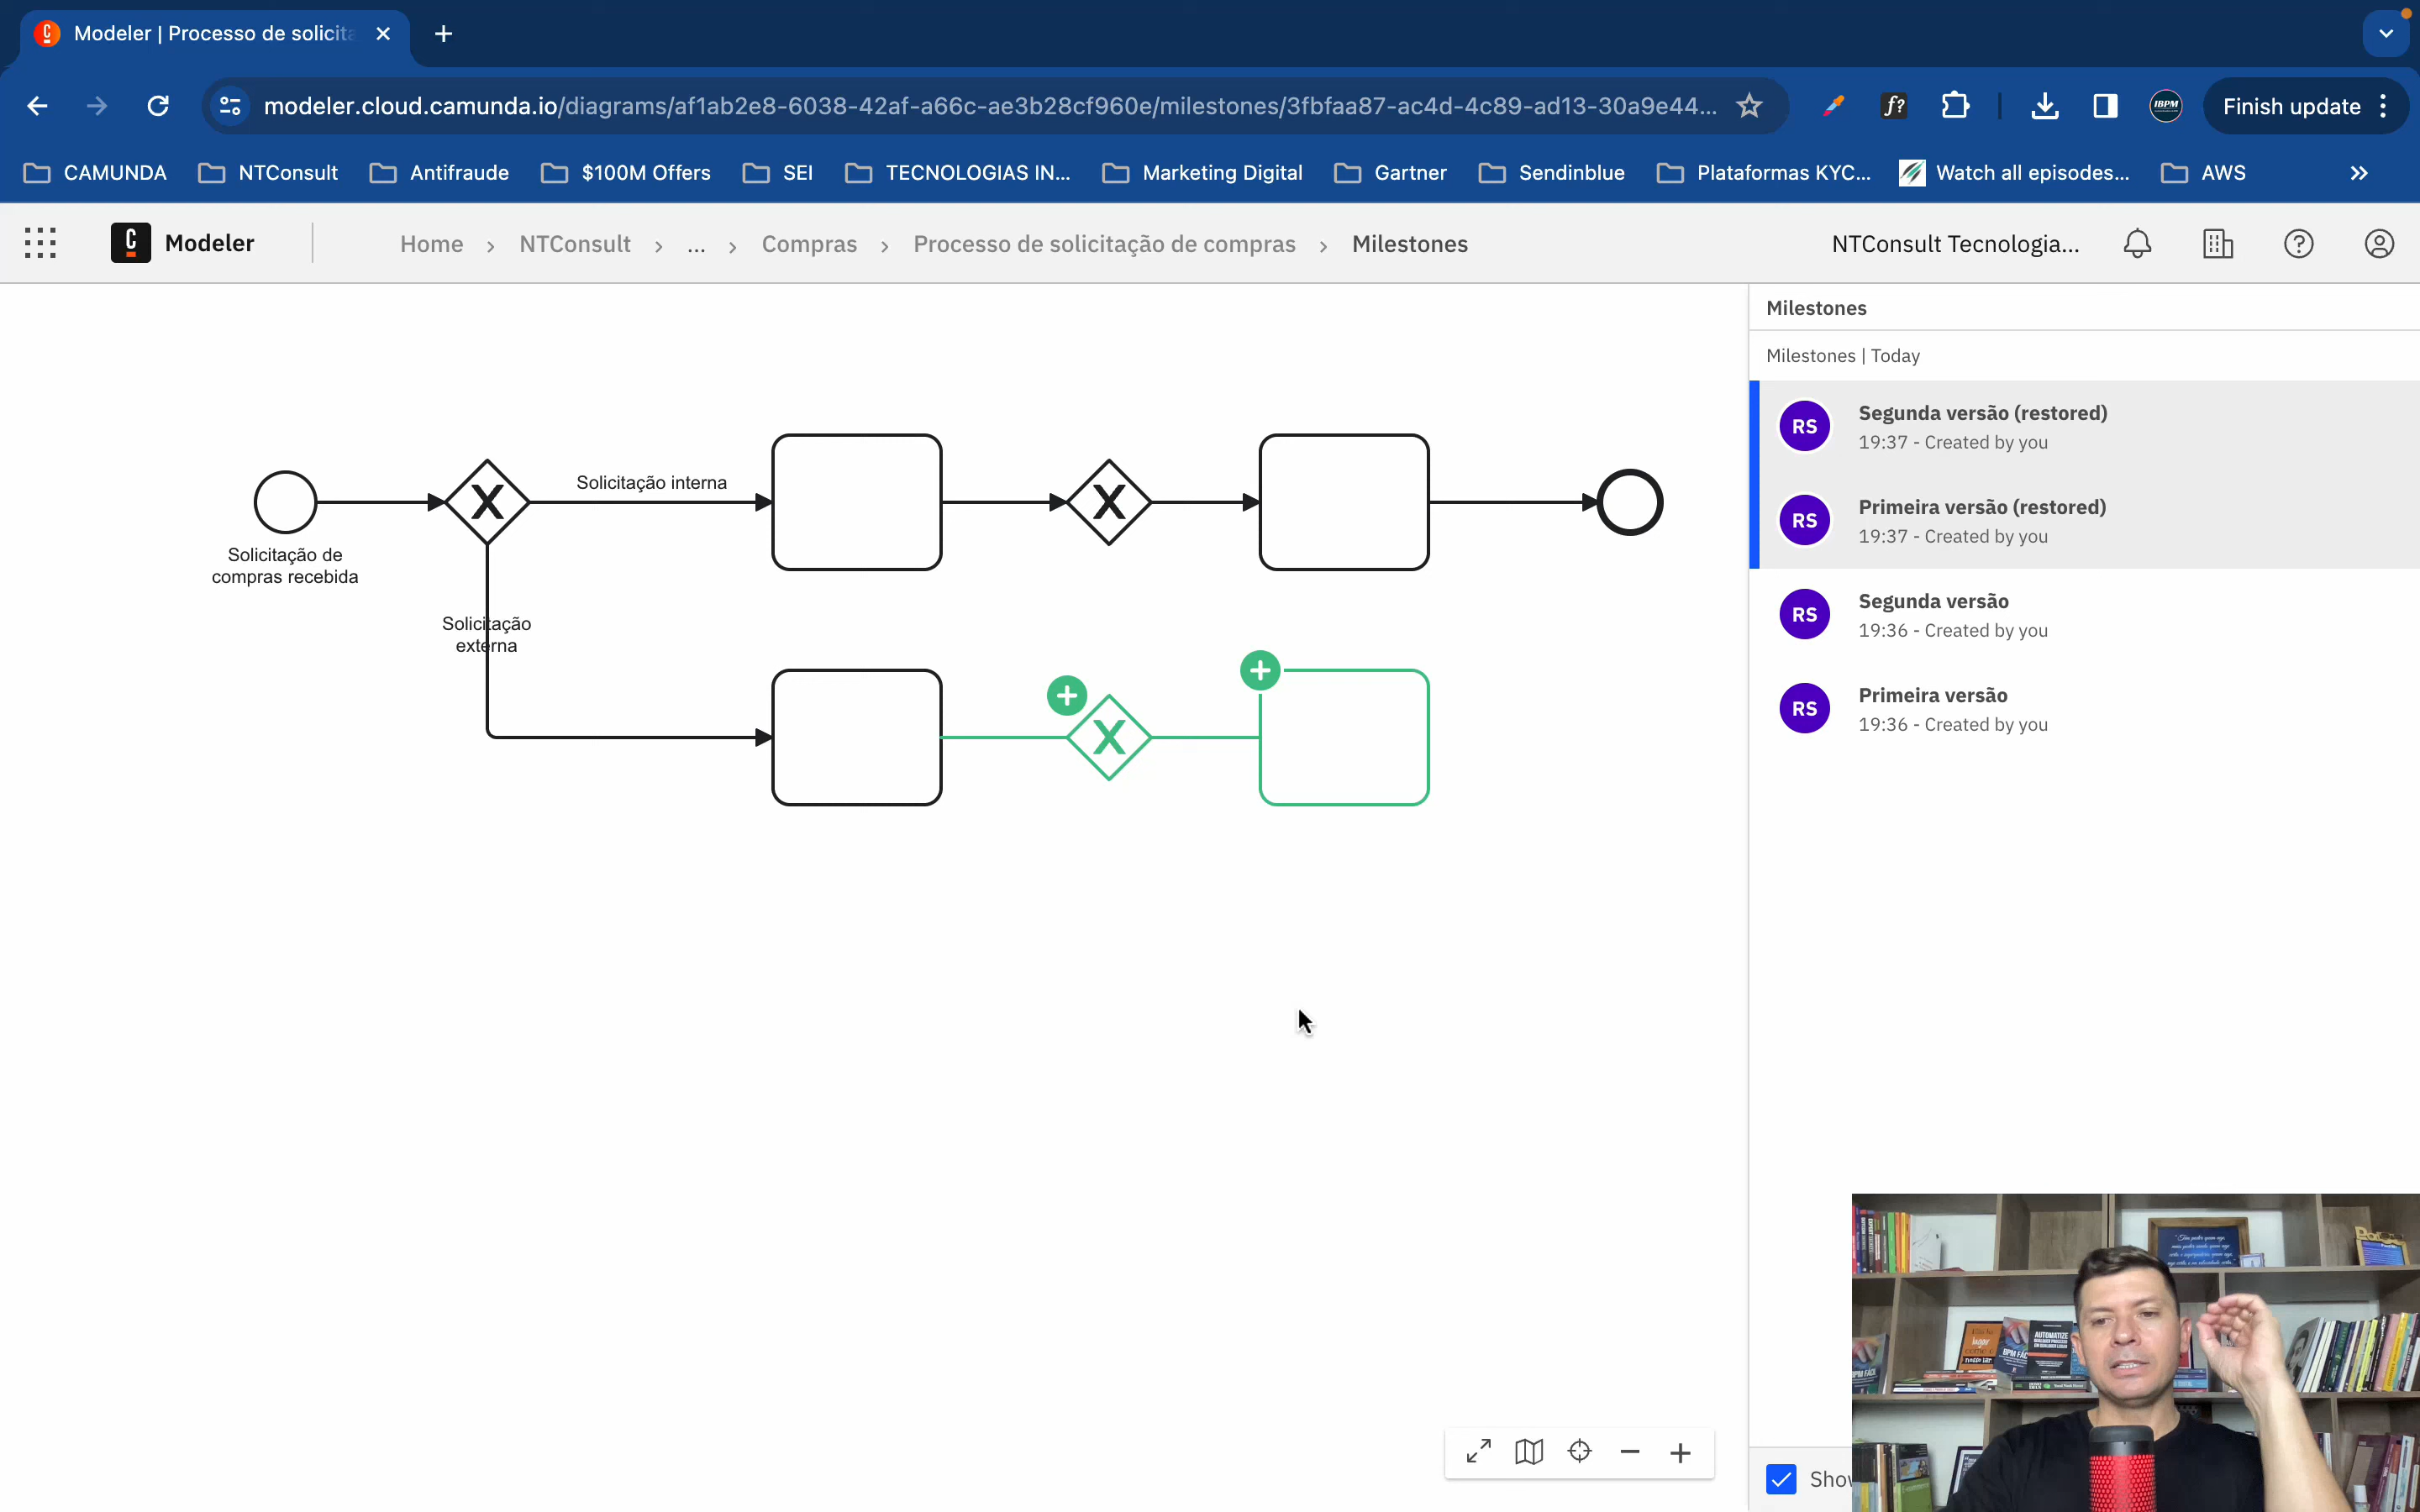 Modeler | Processo de solicita
modeler.cloud.camunda.io/diagrams/af1ab2e8-6038-42af-a66c-ae3b28cf960e/milestones/3fbfaa87-ac4d-4c89-ad13-30a9e44...
f?
IBPM
Finish update
CAMUNDA
NTConsult
Antifraude
$100M Offers
SEI
TECNOLOGIAS IN...
Marketing Digital
Gartner
Sendinblue
Plataformas KYC...
Watch all episodes...
AWS
C
Modeler
Home > NTConsult > ... > Compras > Processo de solicitação de compras > Milestones
NTConsult Tecnologia...
Milestones
Milestones | Today
RS
Segunda versão (restored)
19:37 - Created by you
RS
Primeira versão (restored)
19:37 - Created by you
RS
Segunda versão
19:36 - Created by you
RS
Primeira versão
19:36 - Created by you
Solicitação de
compras recebida
X
Solicitação interna
X
Solicitação
externa
X
Sho
AUTOMATIZE
BPM FÁCIL